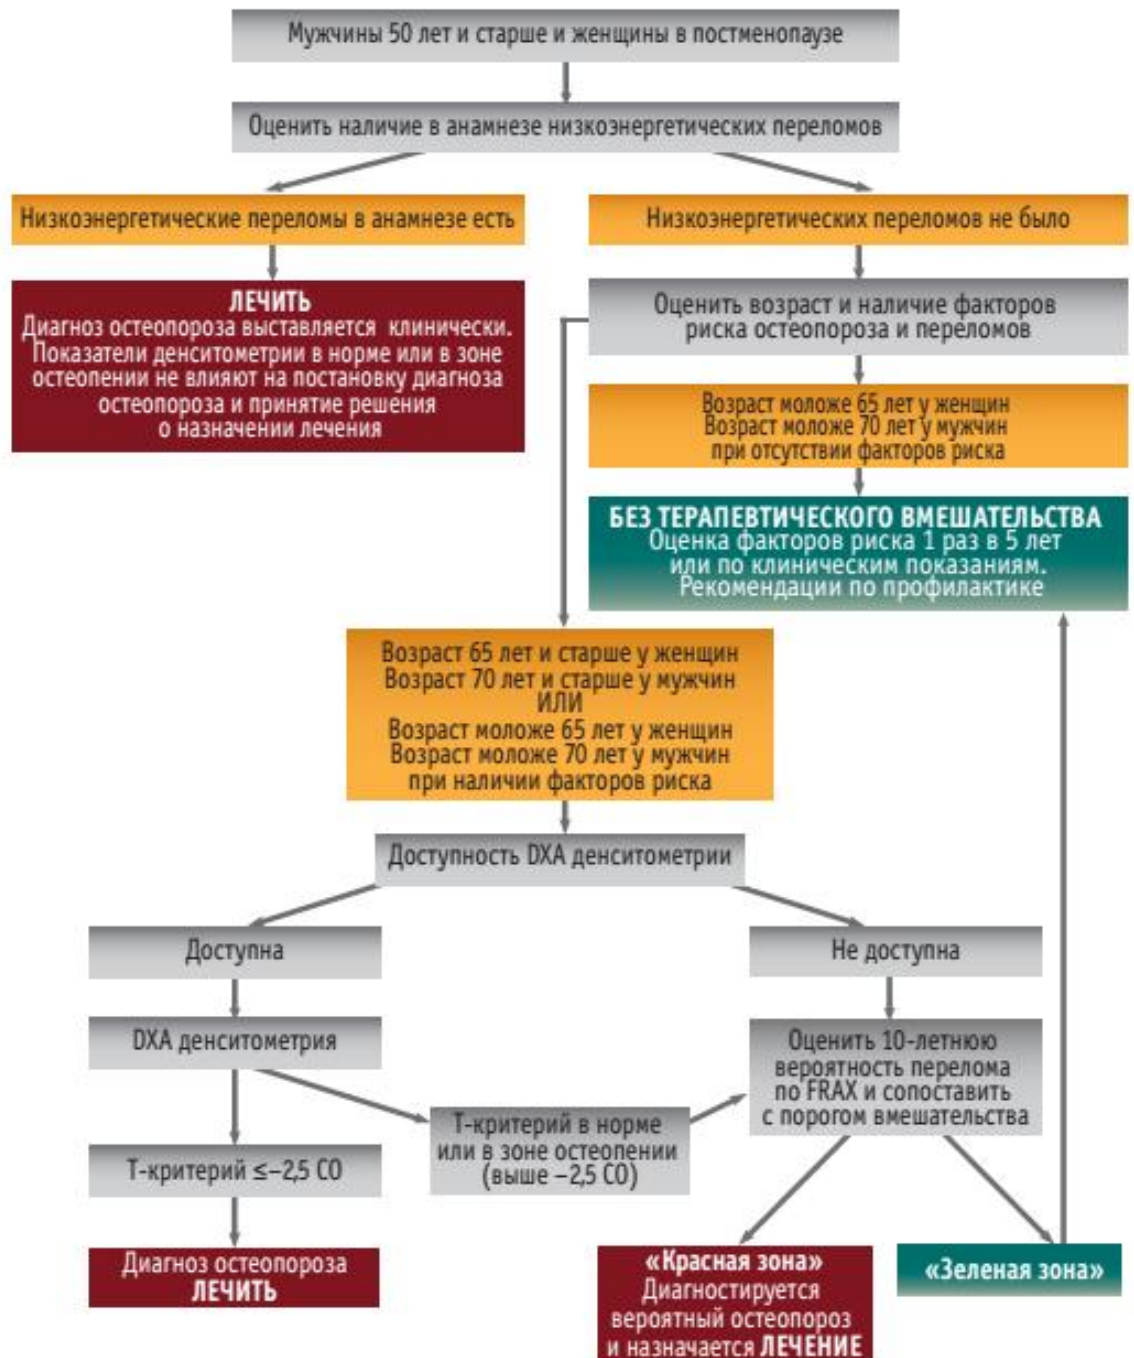 Мужчины 50 лет и старше и женщины в постменопаузе
Оценить наличие в анамнезе низкоэнергетических переломов
Низкоэнергетические переломы в анамнезе есть
Низкоэнергетических переломов не было
ЛЕЧИТЬ
Диагноз остеопороза выставляется клинически.
Показатели денситометрии в норме или в зоне
остеопении не влияют на постановку диагноза
остеопороза и принятие решения
о назначении лечения
Оценить возраст и наличие факторов
риска остеопороза и переломов
Возраст моложе 65 лет у женщин
Возраст моложе 70 лет у мужчин
при отсутствии факторов риска
БЕЗ ТЕРАПЕВТИЧЕСКОГО ВМЕШАТЕЛЬСТВА
Оценка факторов риска 1 раз в 5 лет
или по клиническим показаниям.
Рекомендации по профилактике
Возраст 65 лет и старше у женщин
Возраст 70 лет и старше у мужчин
ИЛИ
Возраст моложе 65 лет у женщин
Возраст моложе 70 лет у мужчин
при наличии факторов риска
Доступность DXA денситометрии
Доступна
Не доступна
DXA денситометрия
Оценить 10-летнюю
вероятность перелома
по FRAX и сопоставить
с порогом вмешательства
Т-критерий в норме
или в зоне остеопении
(выше −2,5 СО)
Т-критерий ≤−2,5 СО
Диагноз остеопороза
ЛЕЧИТЬ
«Красная зона»
Диагностируется
вероятный остеопороз
и назначается ЛЕЧЕНИЕ
«Зеленая зона»